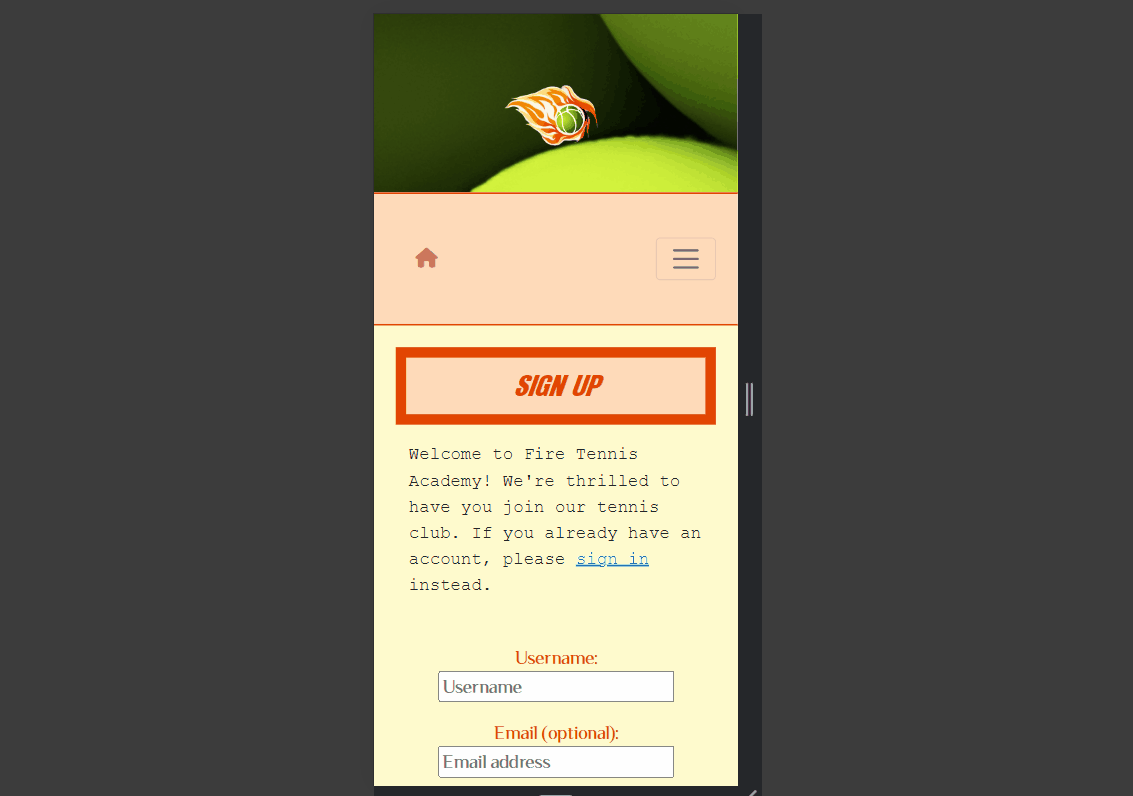 SIGN UP
Welcome to Fire Tennis
Academy! We're thrilled to
have you join our tennis
club. If you already have an
account, please sign in
instead.
Username:
Username
Email (optional):
Email address